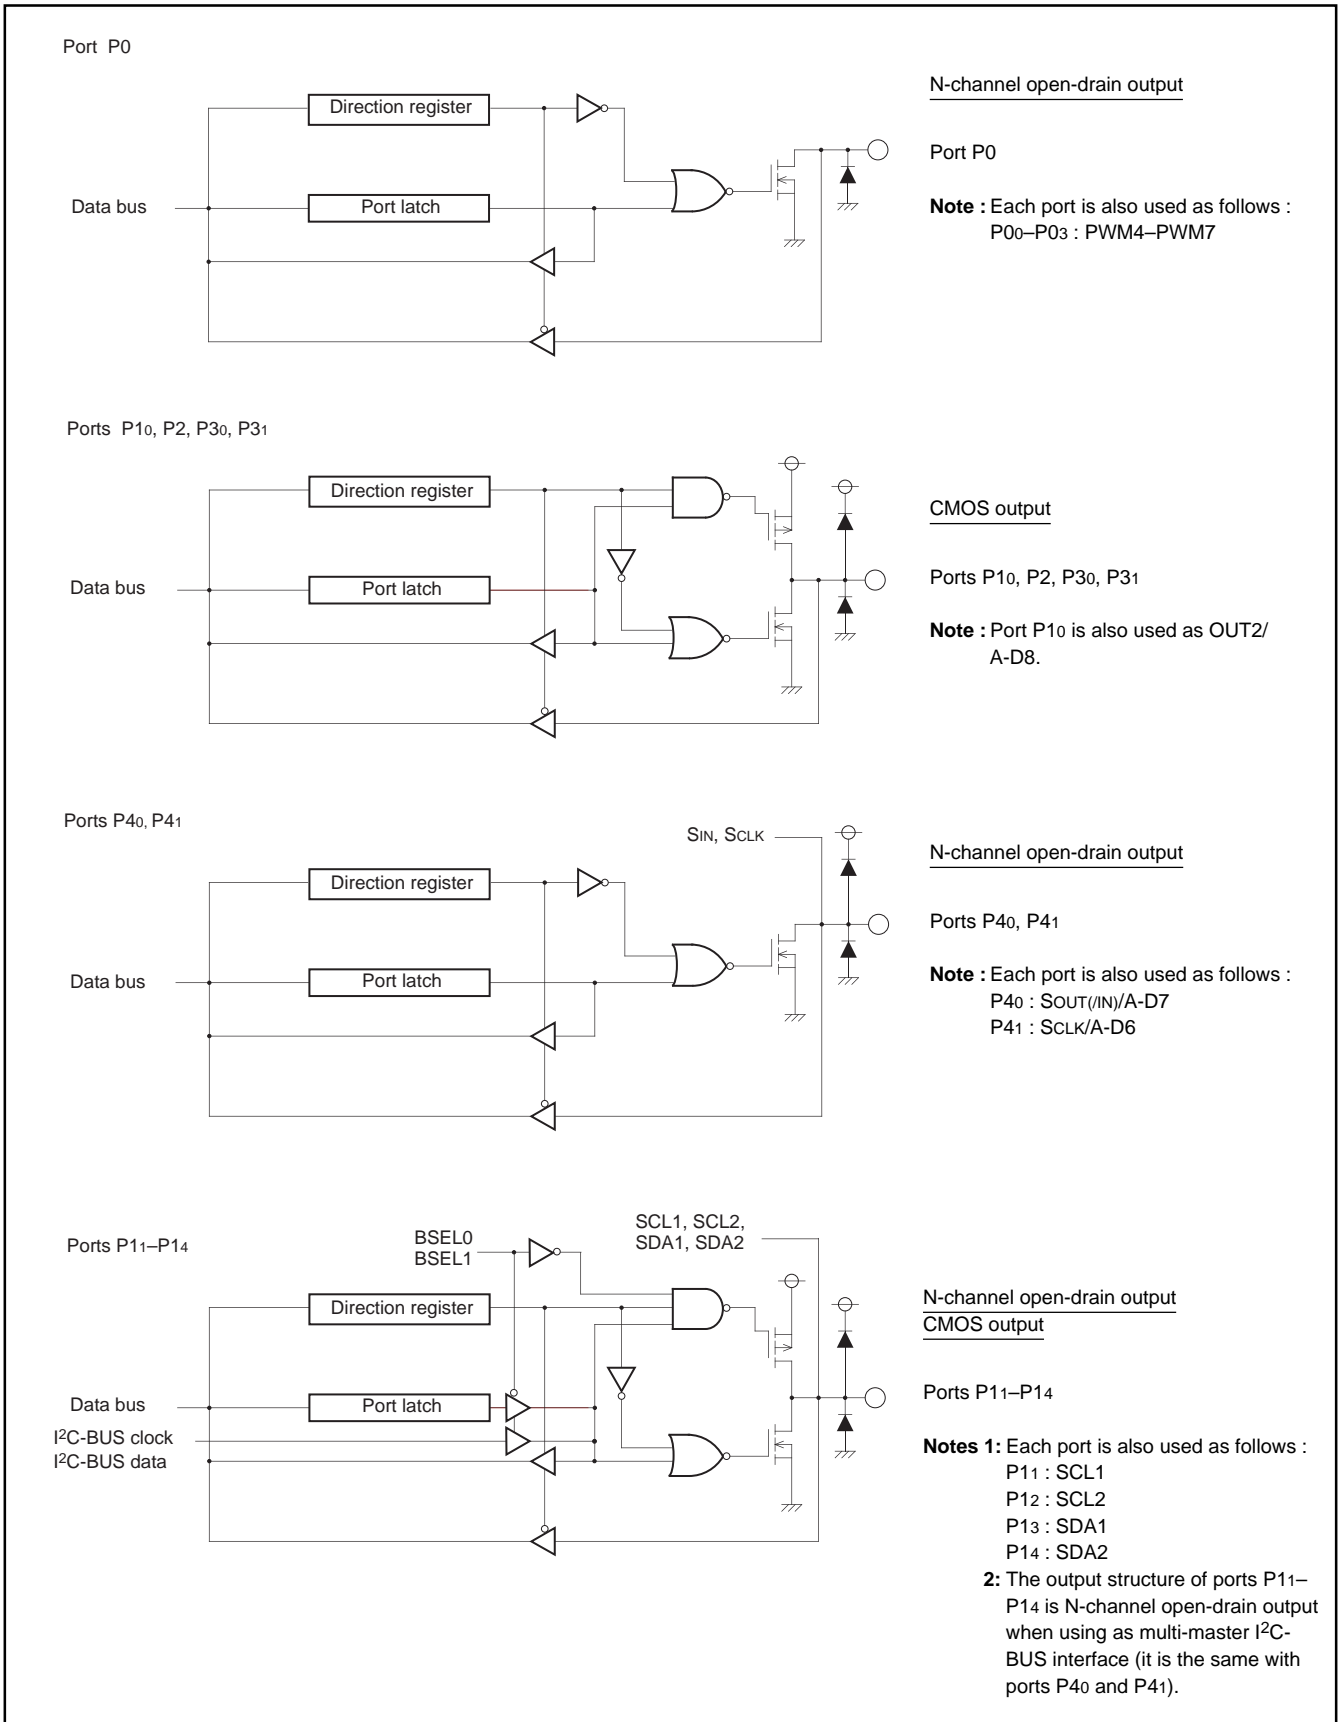 Port P0
N-channel open-drain output
Direction register
Port P0
Data bus
Port latch
Note : Each port is also used as follows :
P00–P03 : PWM4–PWM7
Ports P10, P2, P30, P31
Direction register
CMOS output
Data bus
Port latch
Ports P10, P2, P30, P31
Note : Port P10 is also used as OUT2/
A-D8.
Ports P40, P41
SIN, SCLK
N-channel open-drain output
Direction register
Ports P40, P41
Data bus
Port latch
Note : Each port is also used as follows :
P40 : SOUT(/IN)/A-D7
P41 : SCLK/A-D6
Ports P11–P14
BSEL0
BSEL1
SCL1, SCL2,
SDA1, SDA2
Direction register
N-channel open-drain output
CMOS output
Data bus
Port latch
I2C-BUS clock
I2C-BUS data
Ports P11–P14
Notes 1: Each port is also used as follows :
P11 : SCL1
P12 : SCL2
P13 : SDA1
P14 : SDA2
2: The output structure of ports P11–
P14 is N-channel open-drain output
when using as multi-master I2C-
BUS interface (it is the same with
ports P40 and P41).